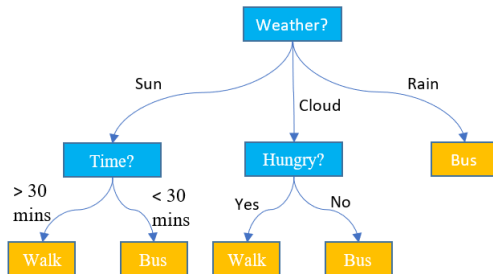 Weather?
Sun
Cloud
Rain
Time?
Hungry?
Bus
> 30
mins
< 30
mins
Yes
No
Walk
Bus
Walk
Bus